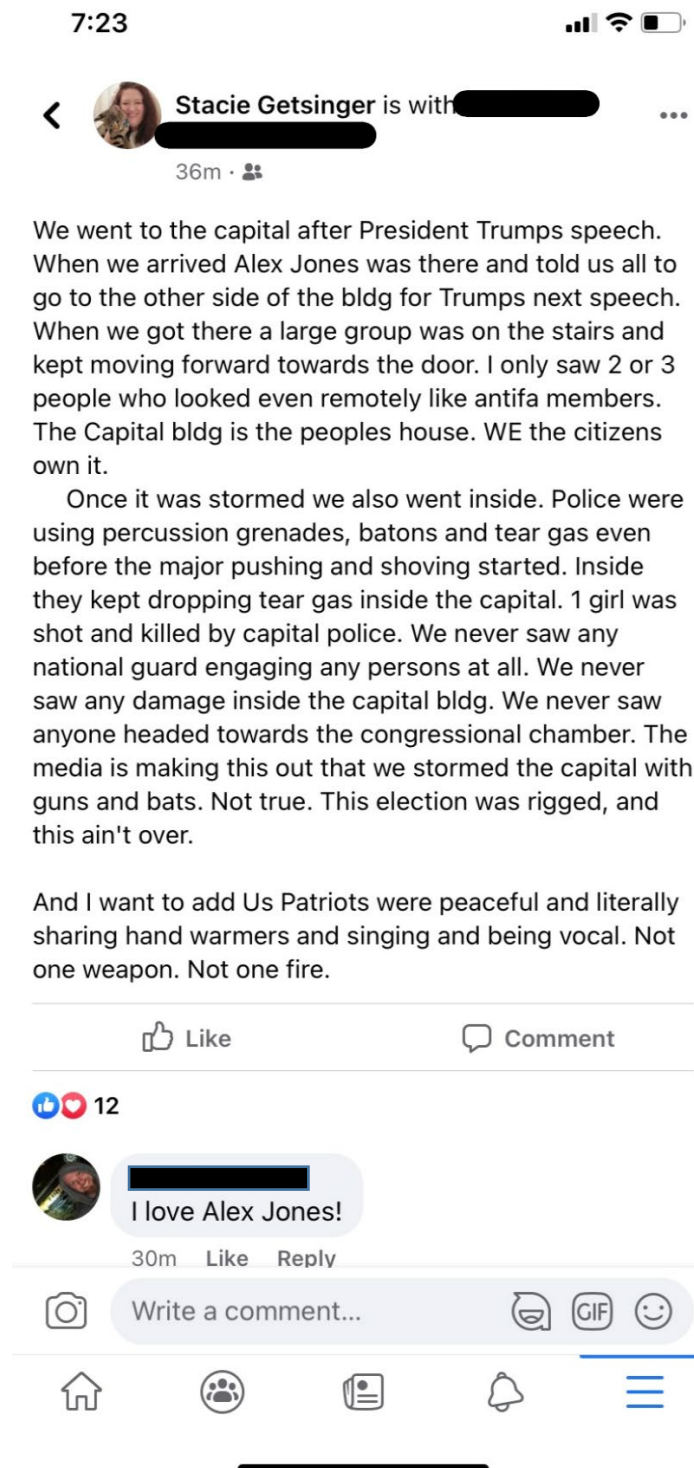 7:23
Stacie Getsinger is with
36m ·
We went to the capital after President Trumps speech.
When we arrived Alex Jones was there and told us all to
go to the other side of the bldg for Trumps next speech.
When we got there a large group was on the stairs and
kept moving forward towards the door. I only saw 2 or 3
people who looked even remotely like antifa members.
The Capital bldg is the peoples house. WE the citizens
own it.
Once it was stormed we also went inside. Police were
using percussion grenades, batons and tear gas even
before the major pushing and shoving started. Inside
they kept dropping tear gas inside the capital. 1 girl was
shot and killed by capital police. We never saw any
national guard engaging any persons at all. We never
saw any damage inside the capital bldg. We never saw
anyone headed towards the congressional chamber. The
media is making this out that we stormed the capital with
guns and bats. Not true. This election was rigged, and
this ain't over.
And I want to add Us Patriots were peaceful and literally
sharing hand warmers and singing and being vocal. Not
one weapon. Not one fire.
Like Comment
12
I love Alex Jones!
30m Like Reply
Write a comment...
GIF